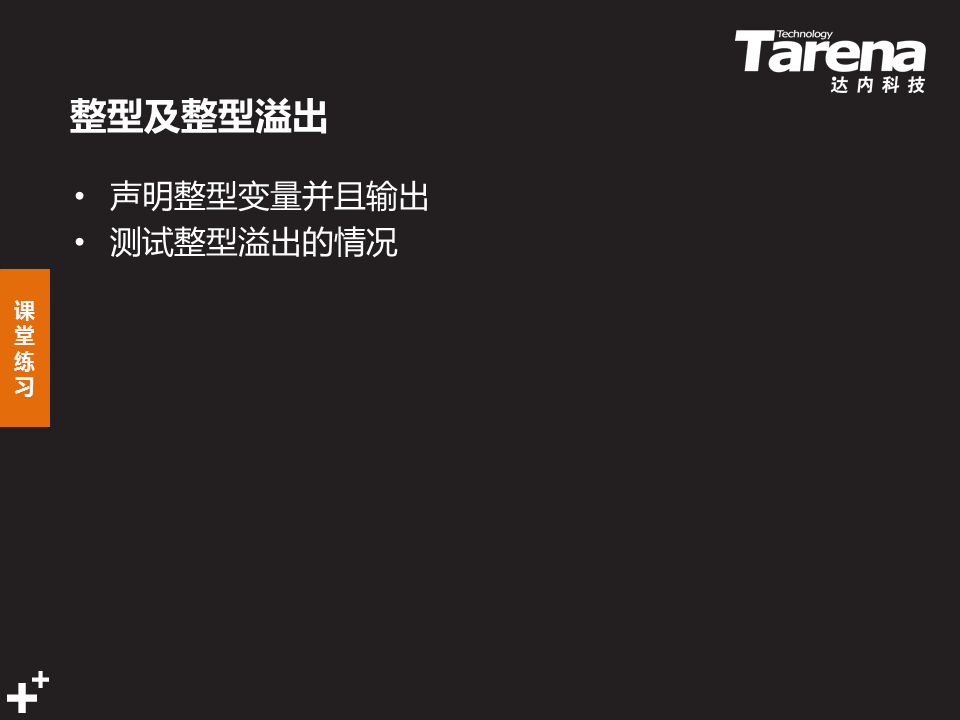 Technology
Tarena
达内科技
整型及整型溢出
• 声明整型变量并且输出
• 测试整型溢出的情况
课
堂
练
习